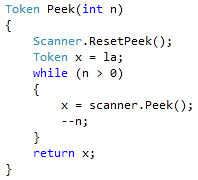 Token Peek(int n)
{
    Scanner.ResetPeek();
    Token x = la;
    while (n > 0)
    {
        x = scanner.Peek();
        --n;
    }
    return x;
}